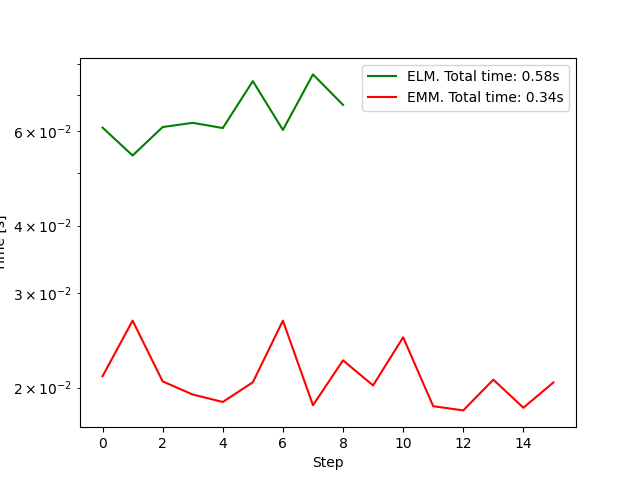 ELM. Total time: 0.58s
EMM. Total time: 0.34s
6 × 10⁻²
4 × 10⁻²
3 × 10⁻²
2 × 10⁻²
Time [s]
0 2 4 6 8 10 12 14
Step